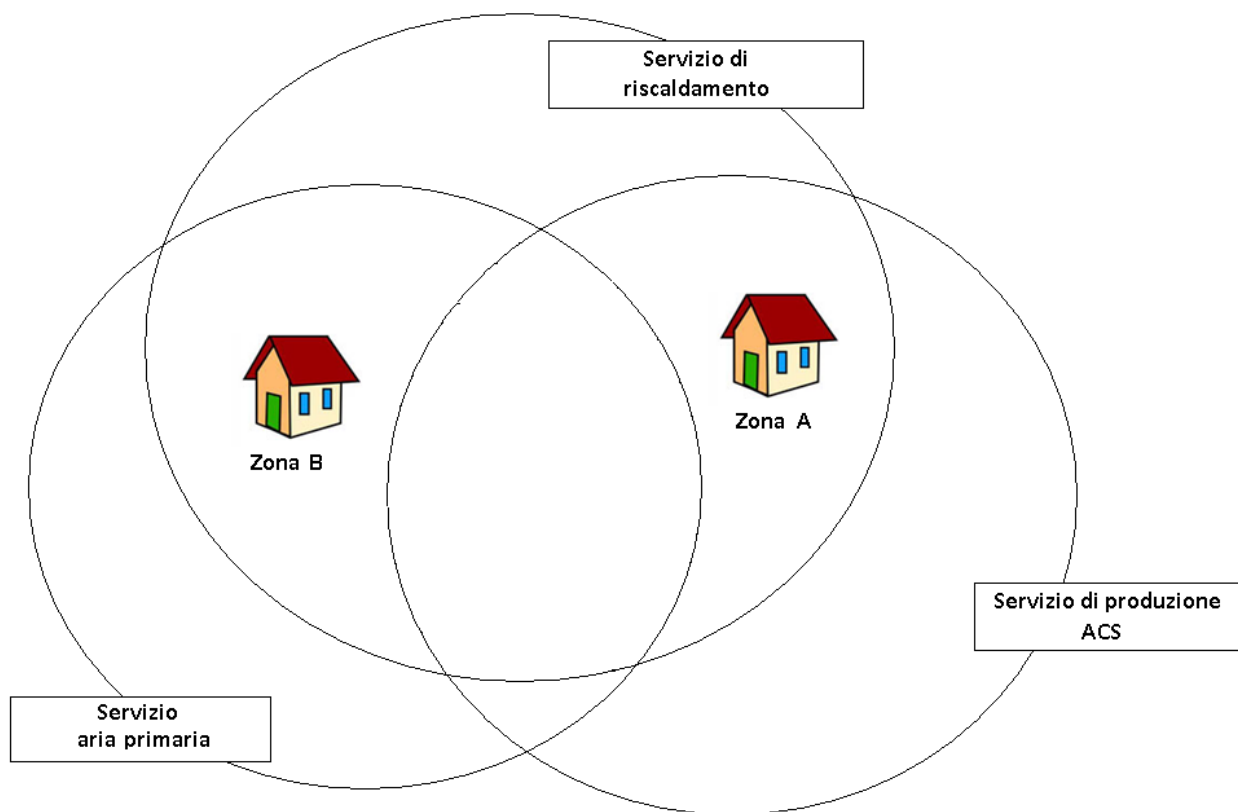 Servizio di
riscaldamento
Zona A
Zona B
Servizio di produzione
ACS
Servizio
aria primaria